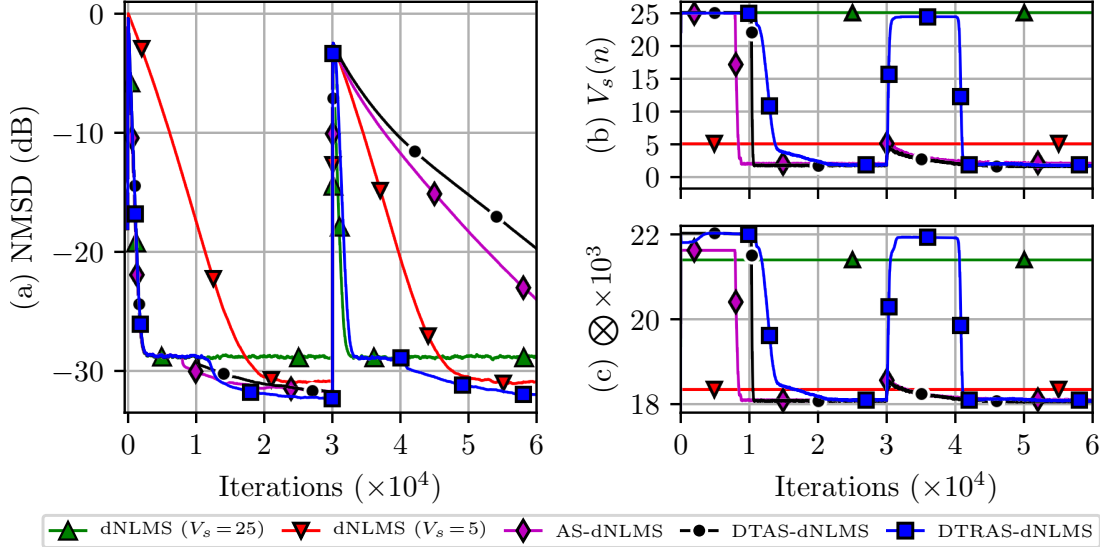 (a) NMSD (dB)
0
−10
−20
−30
0 1 2 3 4 5 6
Iterations (×10⁴)
(b) Vₛ(n)
25
20
15
10
5
0
(c) ⨂ ×10³
22
20
18
0 1 2 3 4 5 6
Iterations (×10⁴)
dNLMS (Vₛ=25) dNLMS (Vₛ=5) AS-dNLMS DTAS-dNLMS DTRAS-dNLMS